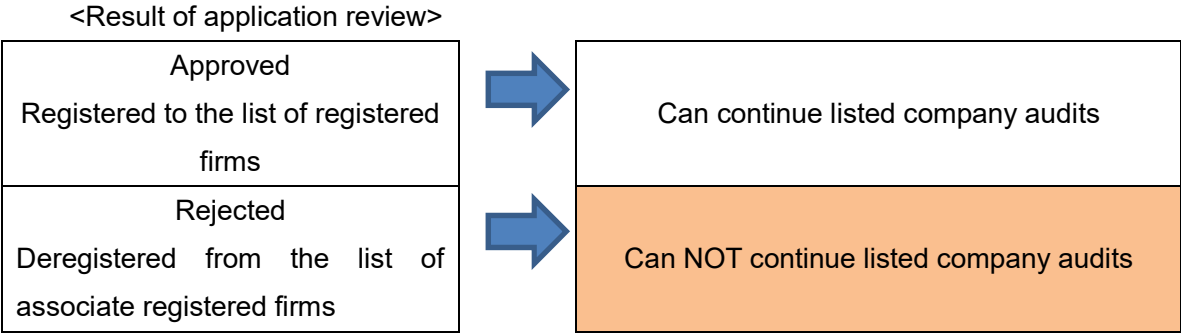 <Result of application review>
Approved
Registered to the list of registered
firms
Can continue listed company audits
Rejected
Deregistered from the list of
associate registered firms
Can NOT continue listed company audits